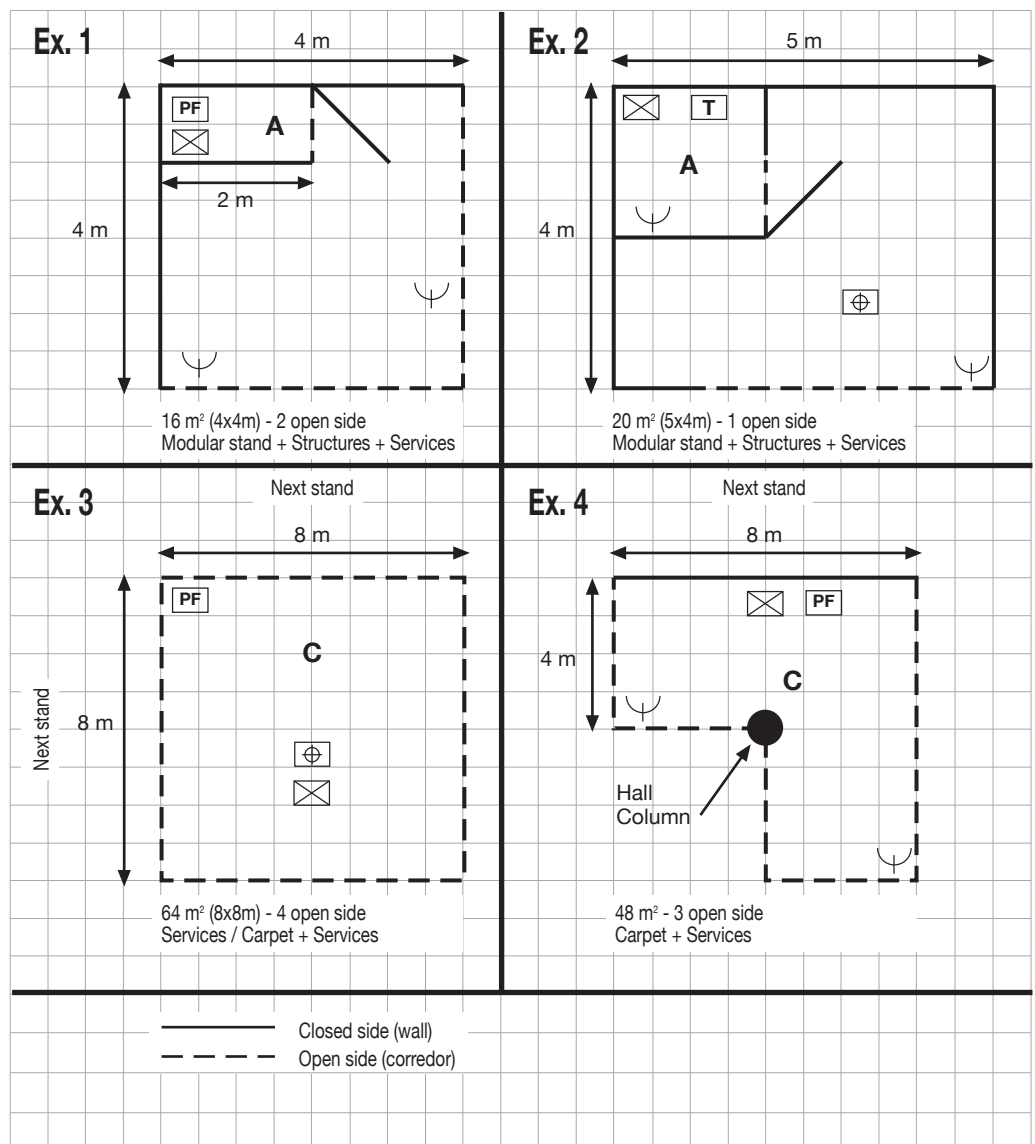 Ex. 1
4 m
PF
A
2 m
4 m
16 m² (4x4m) - 2 open side
Modular stand + Structures + Services
Ex. 2
5 m
T
A
4 m
20 m² (5x4m) - 1 open side
Modular stand + Structures + Services
Ex. 3
Next stand
8 m
PF
C
Next stand
8 m
64 m² (8x8m) - 4 open side
Services / Carpet + Services
Ex. 4
Next stand
8 m
PF
4 m
C
Hall
Column
48 m² - 3 open side
Carpet + Services
Closed side (wall)
Open side (corredor)